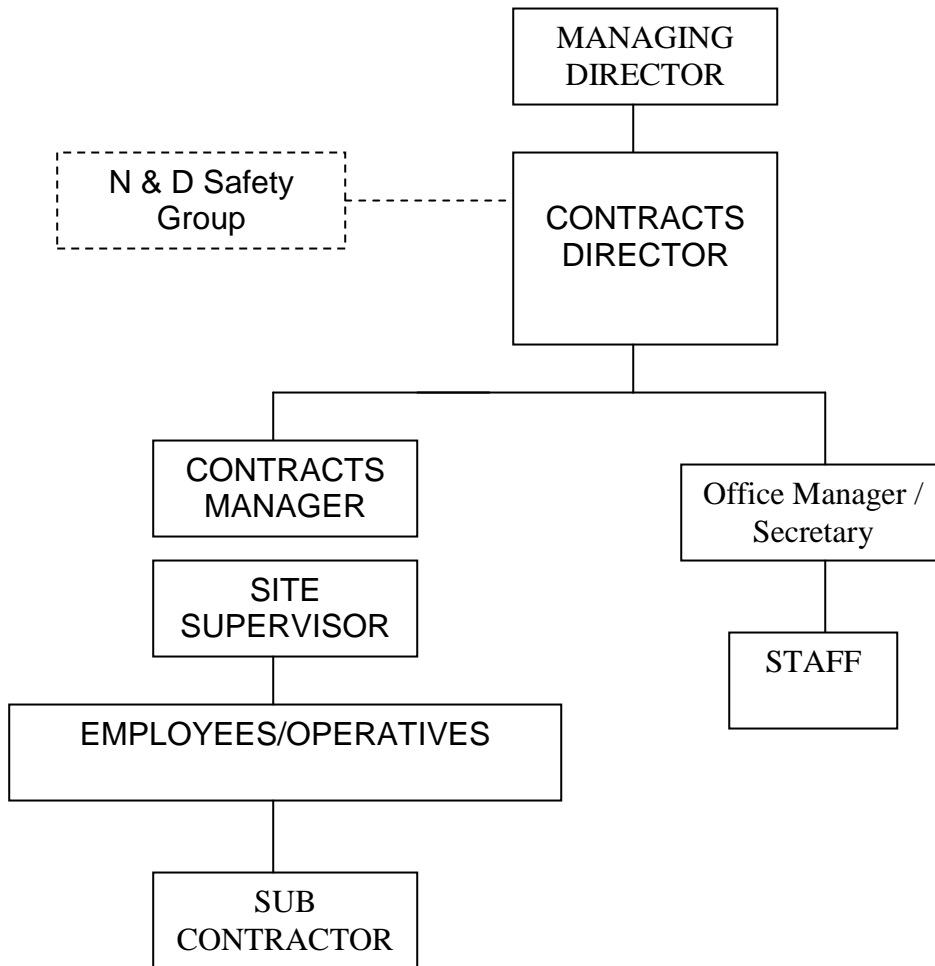 MANAGING
DIRECTOR
N & D Safety
Group
CONTRACTS
DIRECTOR
CONTRACTS
MANAGER
Office Manager /
Secretary
SITE
SUPERVISOR
STAFF
EMPLOYEES/OPERATIVES
SUB
CONTRACTOR